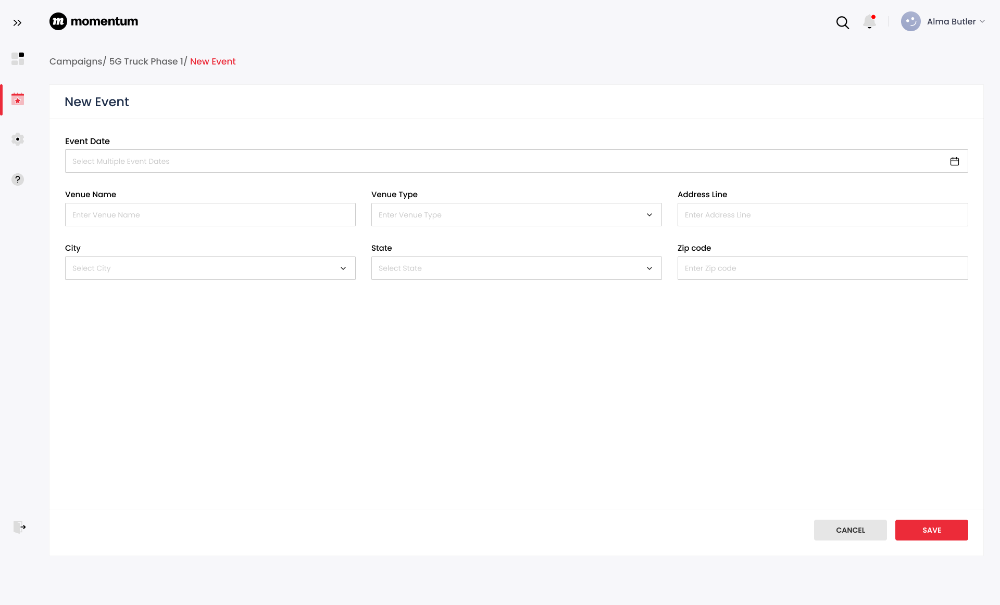 momentum
Alma Butler
Campaigns/ 5G Truck Phase 1/ New Event
New Event
Event Date
Select Multiple Event Dates
Venue Name
Venue Type
Address Line
Enter Venue Name
Enter Venue Type
Enter Address Line
City
State
Zip code
Select City
Select State
Enter Zip code
CANCEL
SAVE